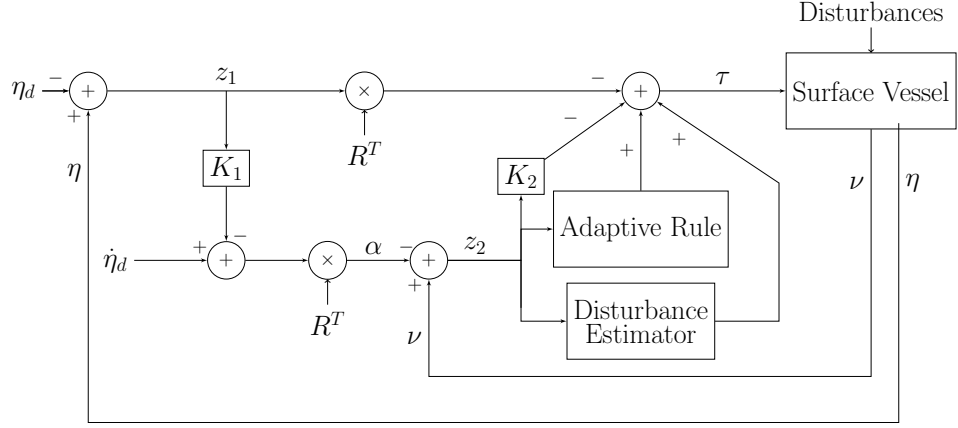 Disturbances
η_d − + z_1 × − + τ Surface Vessel
+ R^T −
η K_1 K_2 + + ν η
− Adaptive Rule
η̇_d + + × α − + z_2
+
R^T ν Disturbance
Estimator